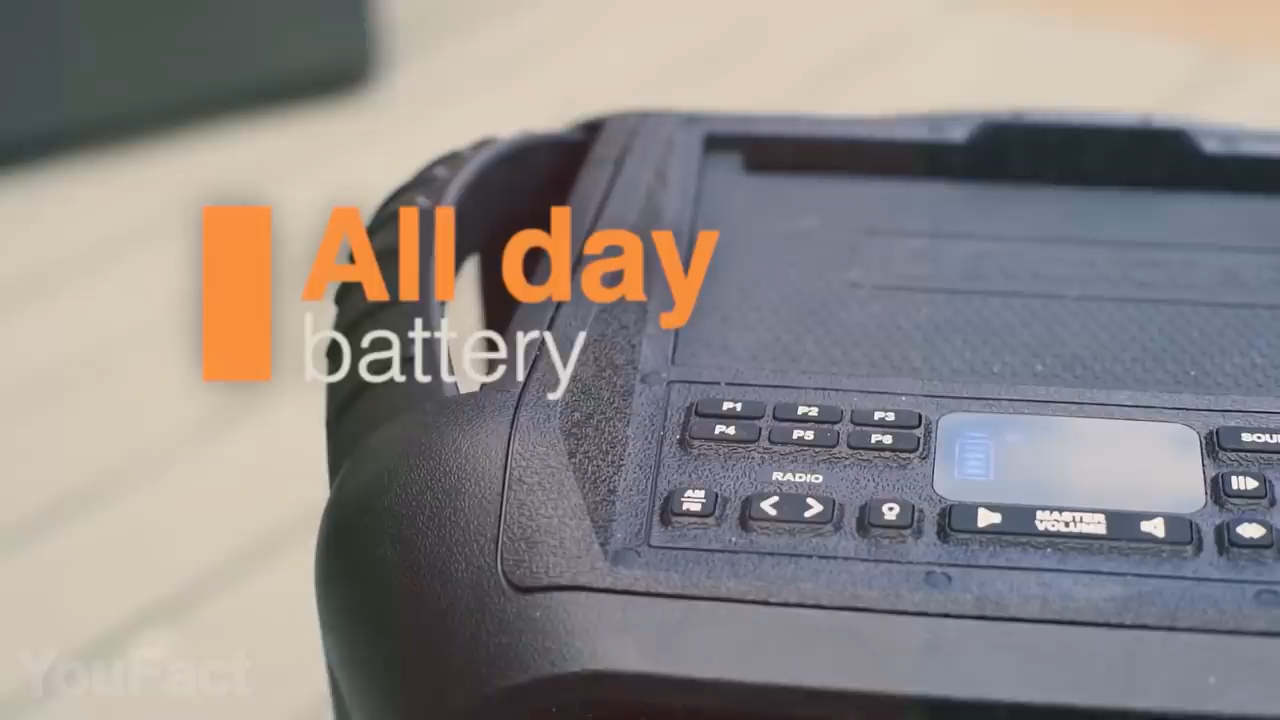 All day
battery
P1 P2 P3
P4 P5 P6
RADIO
AM
FM
< >
MASTER
VOLUME
YouFact